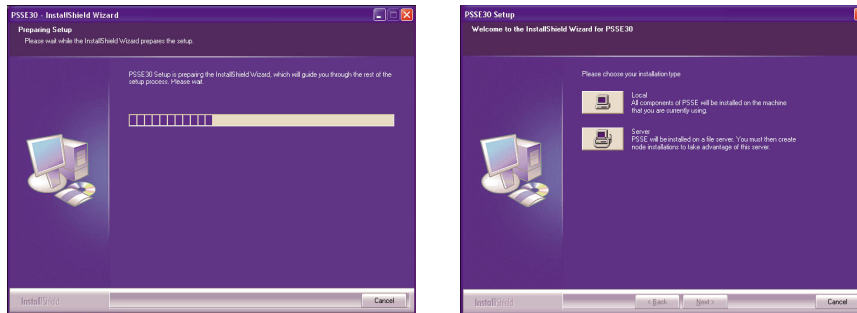 PSSE30 - InstallShield Wizard
Preparing Setup
Please wait while the InstallShield Wizard prepares the setup.
PSSE30 Setup is preparing the InstallShield Wizard, which will guide you through the rest of the
setup process. Please wait.
InstallShield
Cancel
PSSE30 Setup
Welcome to the InstallShield Wizard for PSSE30
Please choose your installation type
Local
All components of PSSE will be installed on the machine
that you are currently using.
Server
PSSE will be installed on a file server. You must then create
node installations to take advantage of this server.
InstallShield
< Back
Next >
Cancel